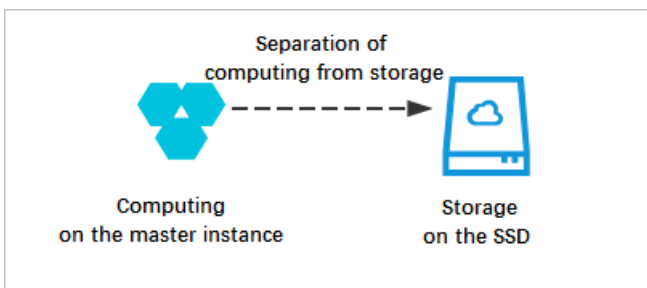 Separation of
computing from storage
Computing
on the master instance
Storage
on the SSD